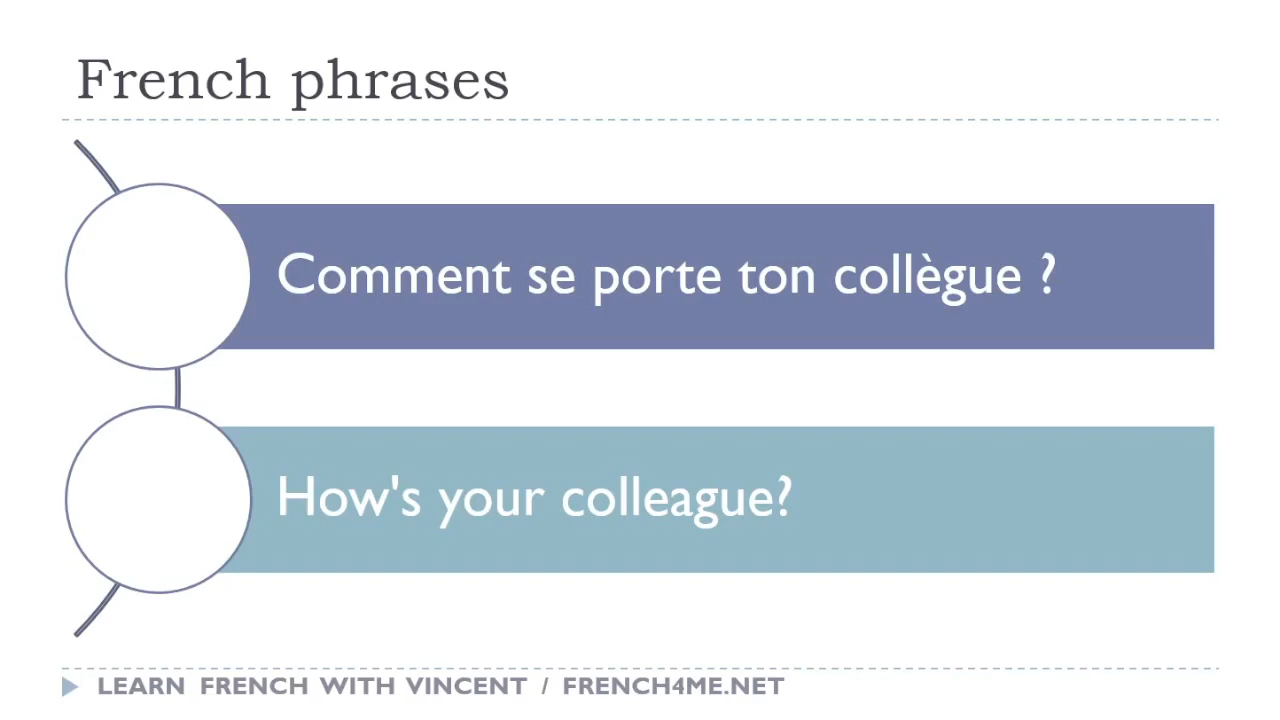 French phrases
Comment se porte ton collègue ?
How's your colleague?
LEARN FRENCH WITH VINCENT / FRENCH4ME.NET